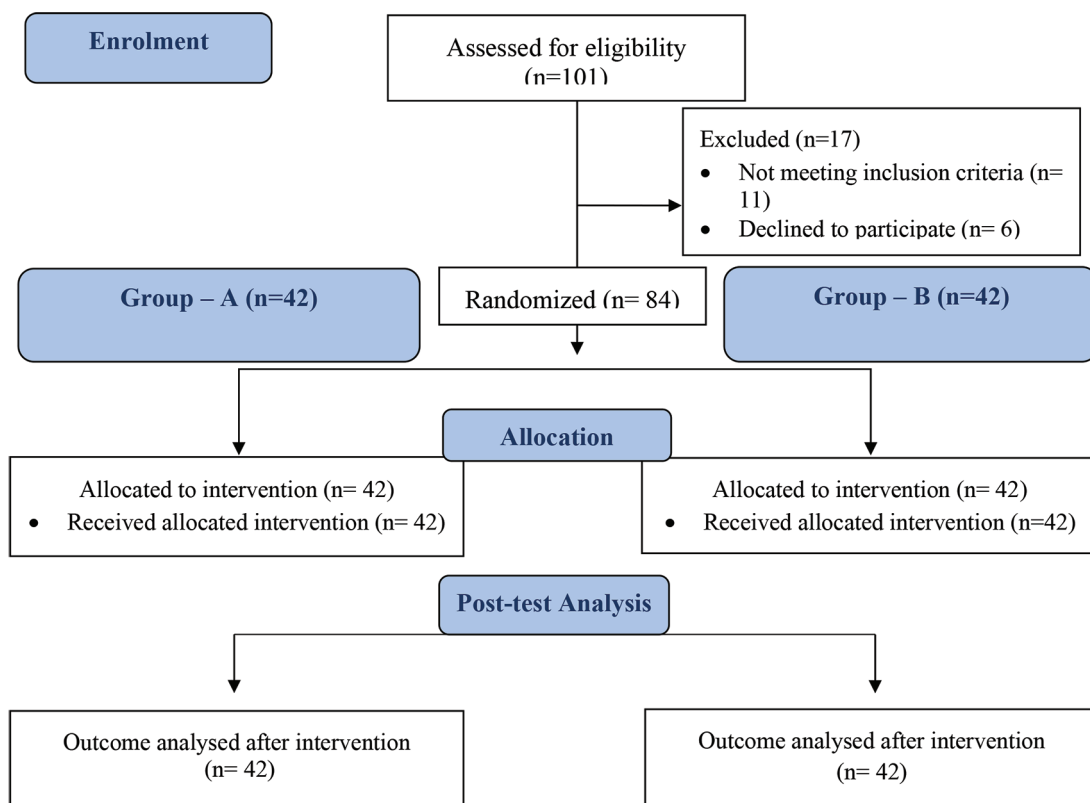 Enrolment
Assessed for eligibility
(n=101)
Excluded (n=17)
• Not meeting inclusion criteria (n=
11)
• Declined to participate (n= 6)
Group – A (n=42)
Randomized (n= 84)
Group – B (n=42)
Allocation
Allocated to intervention (n= 42)
• Received allocated intervention (n= 42)
Allocated to intervention (n= 42)
• Received allocated intervention (n=42)
Post-test Analysis
Outcome analysed after intervention
(n= 42)
Outcome analysed after intervention
(n= 42)